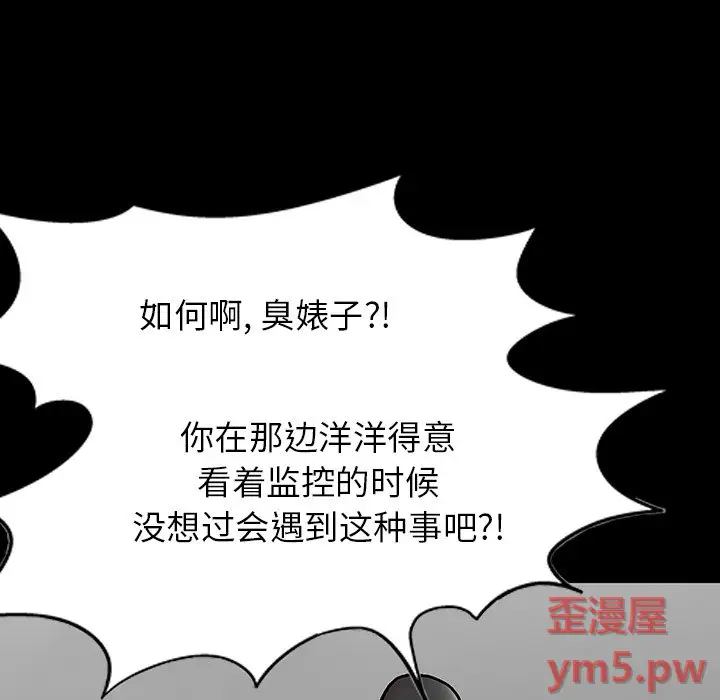 如何啊, 臭婊子?!
你在那边洋洋得意
看着监控的时候
没想过会遇到这种事吧?!
歪漫屋
ym5.pw